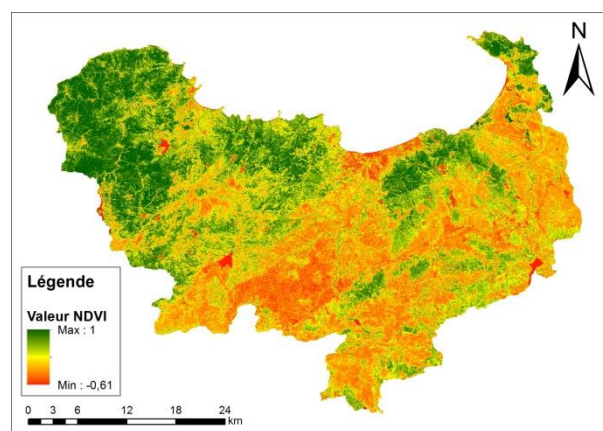 N
Légende
Valeur NDVI
Max : 1
Min : -0,61
0 3 6 12 18 24
km